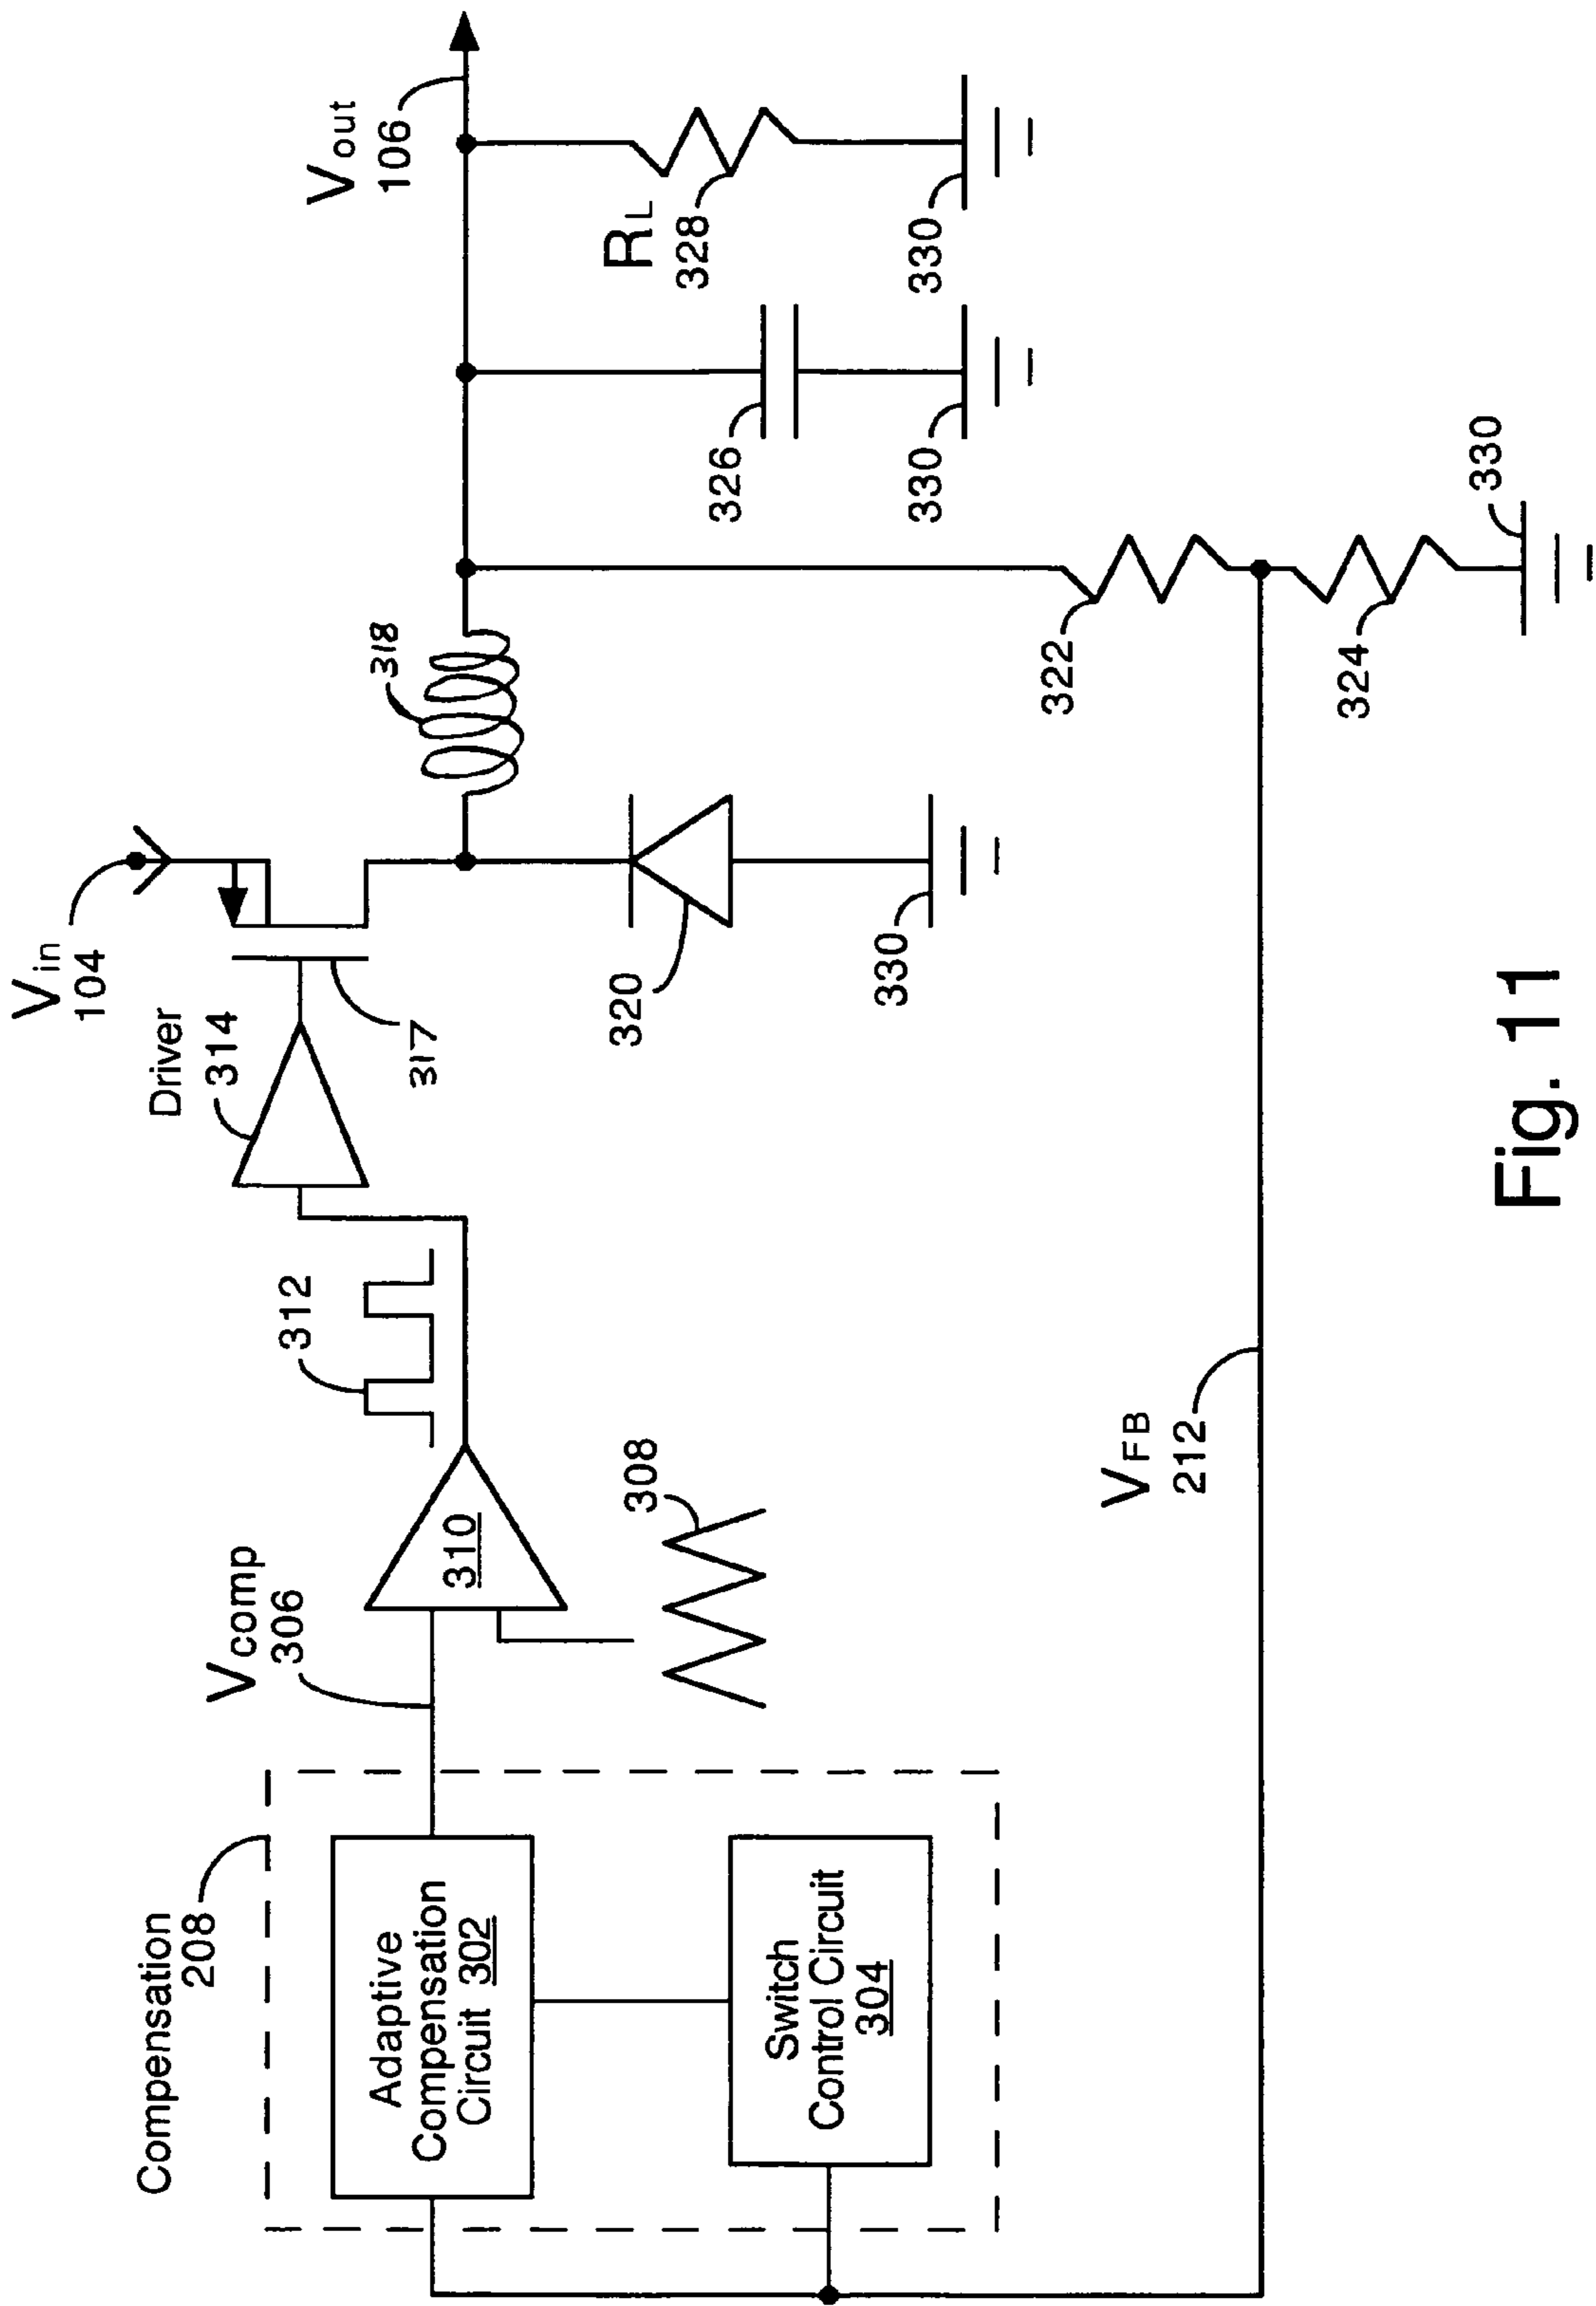 Compensation
208
Adaptive
Compensation
Circuit 302
Switch
Control Circuit
304
Vcomp
306
310
308
312
Driver
314
317
Vin
104
318
320
330
322
324
330
326
330
RL
328
330
Vout
106
VFB
212
Fig. 11